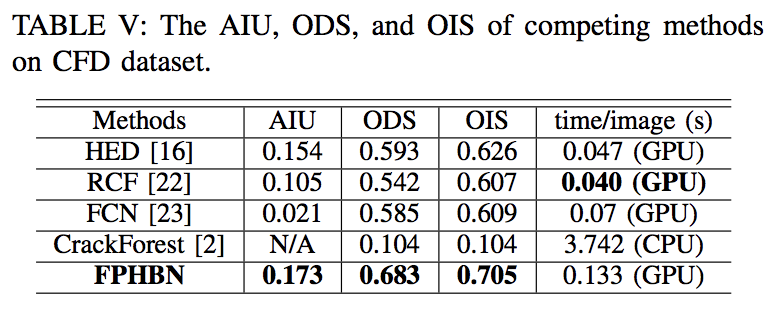 TABLE V: The AIU, ODS, and OIS of competing methods
on CFD dataset.
Methods AIU ODS OIS time/image (s)
HED [16] 0.154 0.593 0.626 0.047 (GPU)
RCF [22] 0.105 0.542 0.607 0.040 (GPU)
FCN [23] 0.021 0.585 0.609 0.07 (GPU)
CrackForest [2] N/A 0.104 0.104 3.742 (CPU)
FPHBN 0.173 0.683 0.705 0.133 (GPU)